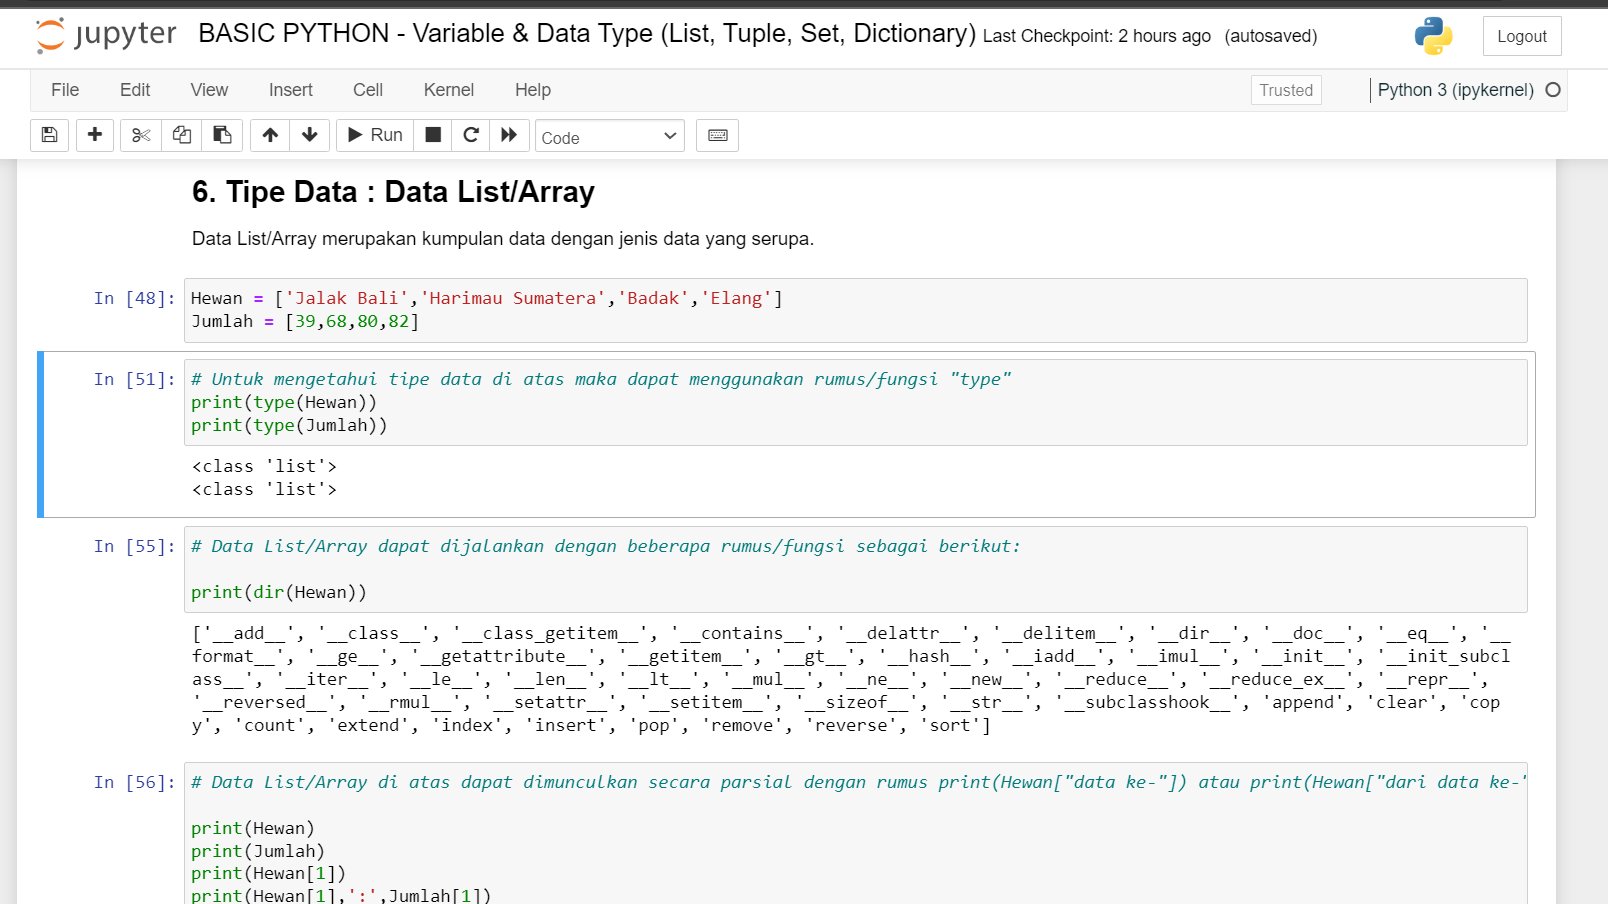 jupyter BASIC PYTHON - Variable & Data Type (List, Tuple, Set, Dictionary) Last Checkpoint: 2 hours ago (autosaved) Logout
File Edit View Insert Cell Kernel Help Trusted Python 3 (ipykernel)
Run Code
6. Tipe Data : Data List/Array
Data List/Array merupakan kumpulan data dengan jenis data yang serupa.
In [48]: Hewan = ['Jalak Bali','Harimau Sumatera','Badak','Elang']
Jumlah = [39,68,80,82]
In [51]: # Untuk mengetahui tipe data di atas maka dapat menggunakan rumus/fungsi "type"
print(type(Hewan))
print(type(Jumlah))
<class 'list'>
<class 'list'>
In [55]: # Data List/Array dapat dijalankan dengan beberapa rumus/fungsi sebagai berikut:
print(dir(Hewan))
['__add__', '__class__', '__class_getitem__', '__contains__', '__delattr__', '__delitem__', '__dir__', '__doc__', '__eq__', '__
format__', '__ge__', '__getattribute__', '__getitem__', '__gt__', '__hash__', '__iadd__', '__imul__', '__init__', '__init_subcl
ass__', '__iter__', '__le__', '__len__', '__lt__', '__mul__', '__ne__', '__new__', '__reduce__', '__reduce_ex__', '__repr__',
'__reversed__', '__rmul__', '__setattr__', '__setitem__', '__sizeof__', '__str__', '__subclasshook__', 'append', 'clear', 'cop
y', 'count', 'extend', 'index', 'insert', 'pop', 'remove', 'reverse', 'sort']
In [56]: # Data List/Array di atas dapat dimunculkan secara parsial dengan rumus print(Hewan["data ke-"]) atau print(Hewan["dari data ke-"
print(Hewan)
print(Jumlah)
print(Hewan[1])
print(Hewan[1],':',Jumlah[1])